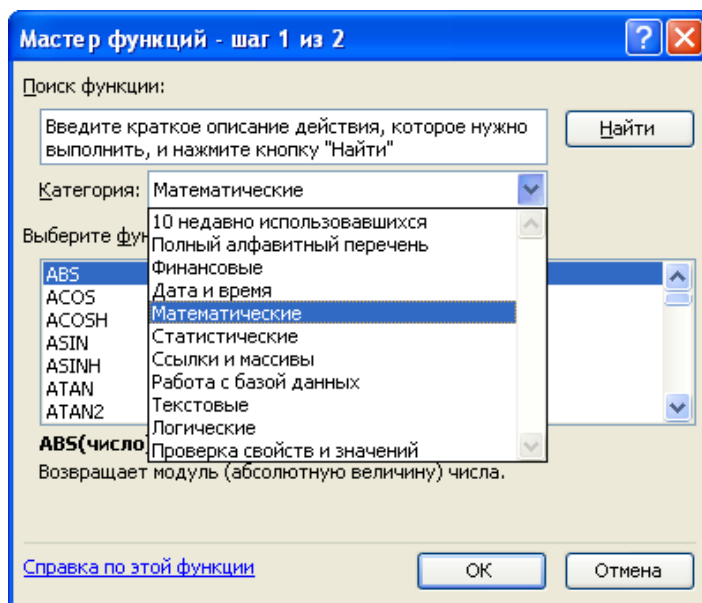 Мастер функций - шаг 1 из 2
Поиск функции:
Введите краткое описание действия, которое нужно
выполнить, и нажмите кнопку "Найти"
Найти
Категория: Математические
10 недавно использовавшихся
Полный алфавитный перечень
Финансовые
Дата и время
Математические
Статистические
Ссылки и массивы
Работа с базой данных
Текстовые
Логические
Проверка свойств и значений
Выберите
ABS
ACOS
ACOSH
ASIN
ASINH
ATAN
ATAN2
ABS(число)
Возвращает модуль (абсолютную величину) числа.
Справка по этой функции
ОК
Отмена